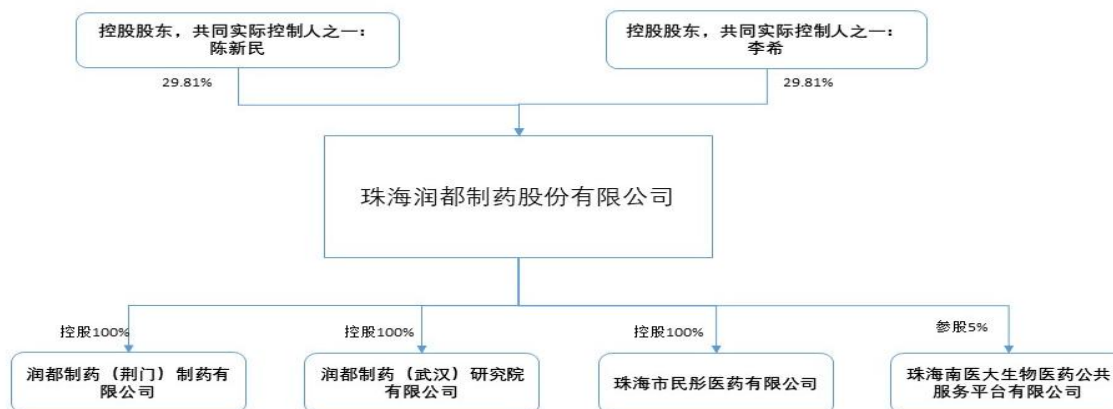 控股股东，共同实际控制人之一：
陈新民
控股股东，共同实际控制人之一：
李希
29.81%
29.81%
珠海润都制药股份有限公司
控股100%
控股100%
控股100%
参股5%
润都制药（荆门）制药有
限公司
润都制药（武汉）研究院
有限公司
珠海市民彤医药有限公司
珠海南医大生物医药公共
服务平台有限公司